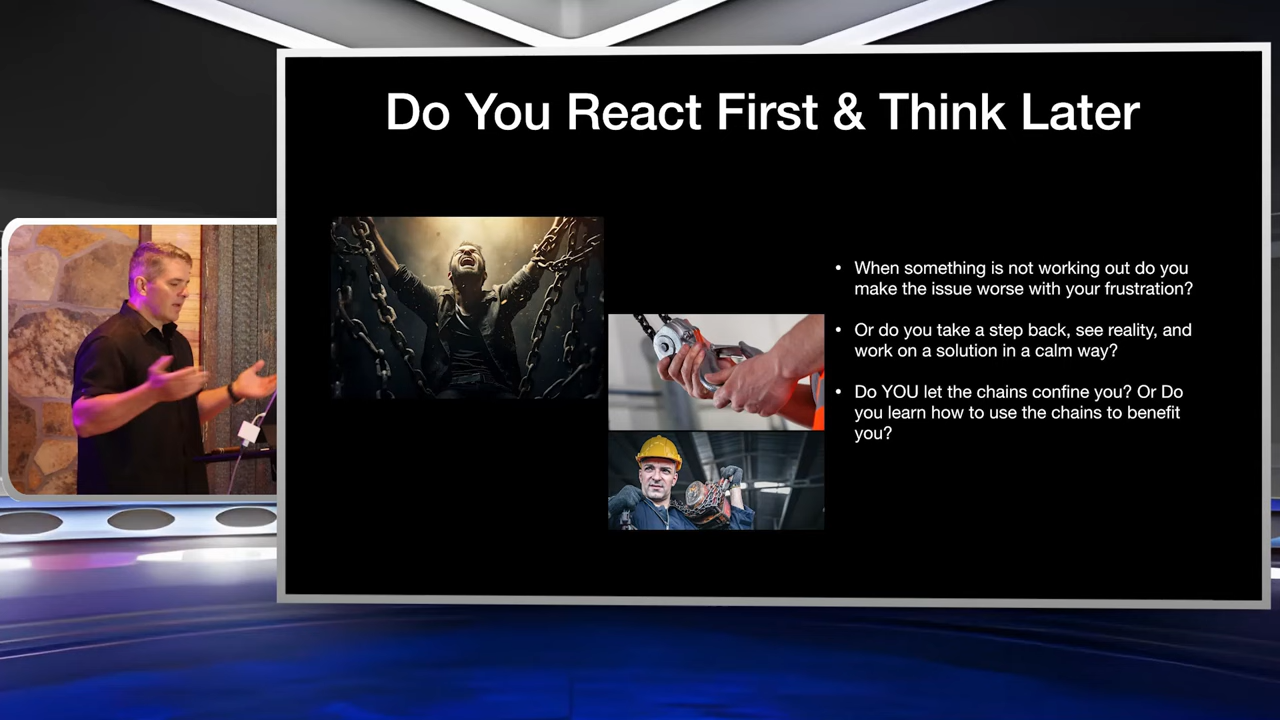 Do You React First & Think Later
• When something is not working out do you
make the issue worse with your frustration?
• Or do you take a step back, see reality, and
work on a solution in a calm way?
• Do YOU let the chains confine you? Or Do
you learn how to use the chains to benefit
you?